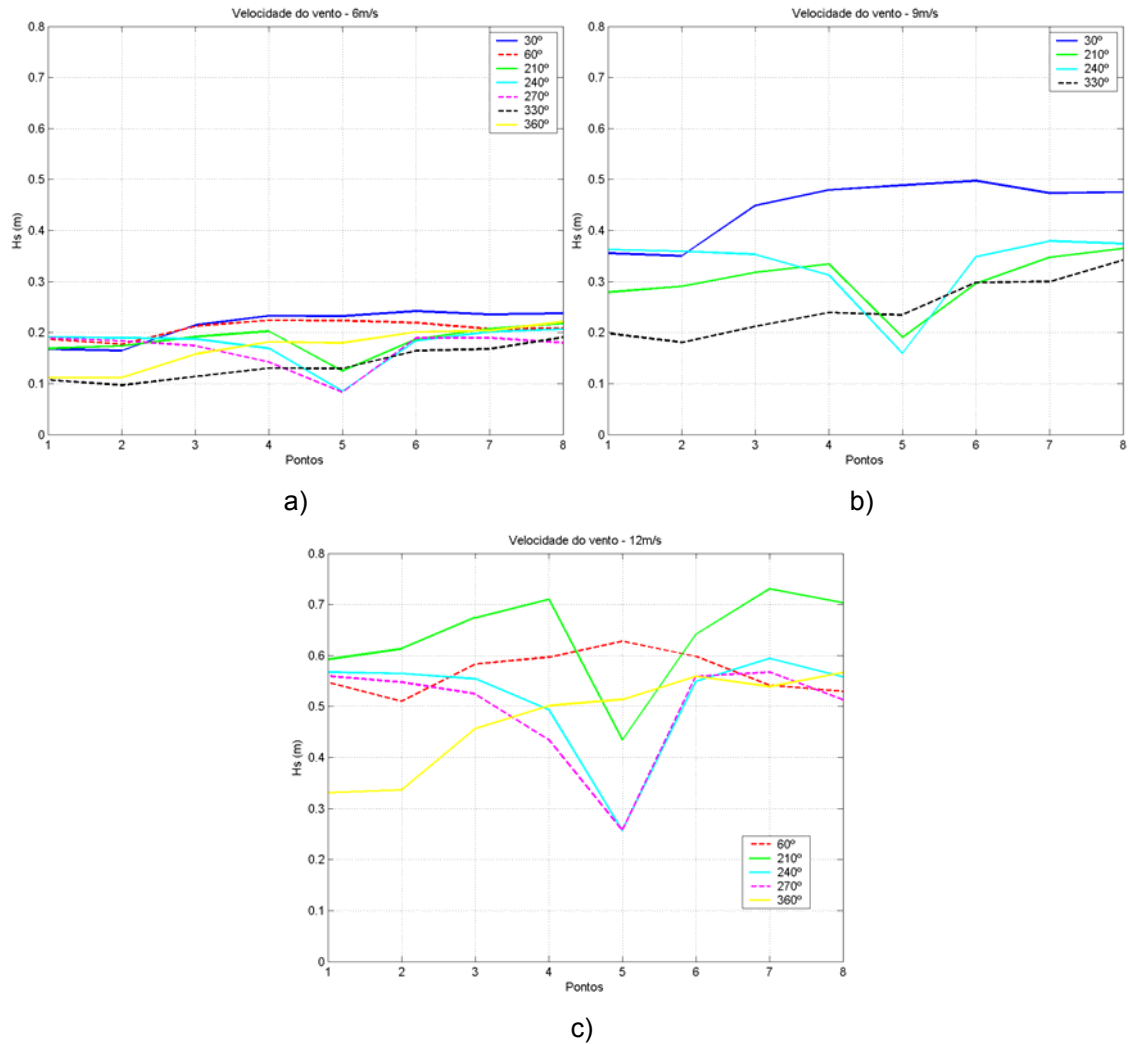 Velocidade do vento - 6m/s
0.8
0.7
0.6
0.5
0.4
0.3
0.2
0.1
0
Hs (m)
30º
60º
210º
240º
270º
330º
360º
1 2 3 4 5 6 7 8
Pontos
a)
Velocidade do vento - 9m/s
0.8
0.7
0.6
0.5
0.4
0.3
0.2
0.1
0
Hs (m)
30º
210º
240º
330º
1 2 3 4 5 6 7 8
Pontos
b)
Velocidade do vento - 12m/s
0.8
0.7
0.6
0.5
0.4
0.3
0.2
0.1
0
Hs (m)
60º
210º
240º
270º
360º
1 2 3 4 5 6 7 8
Pontos
c)